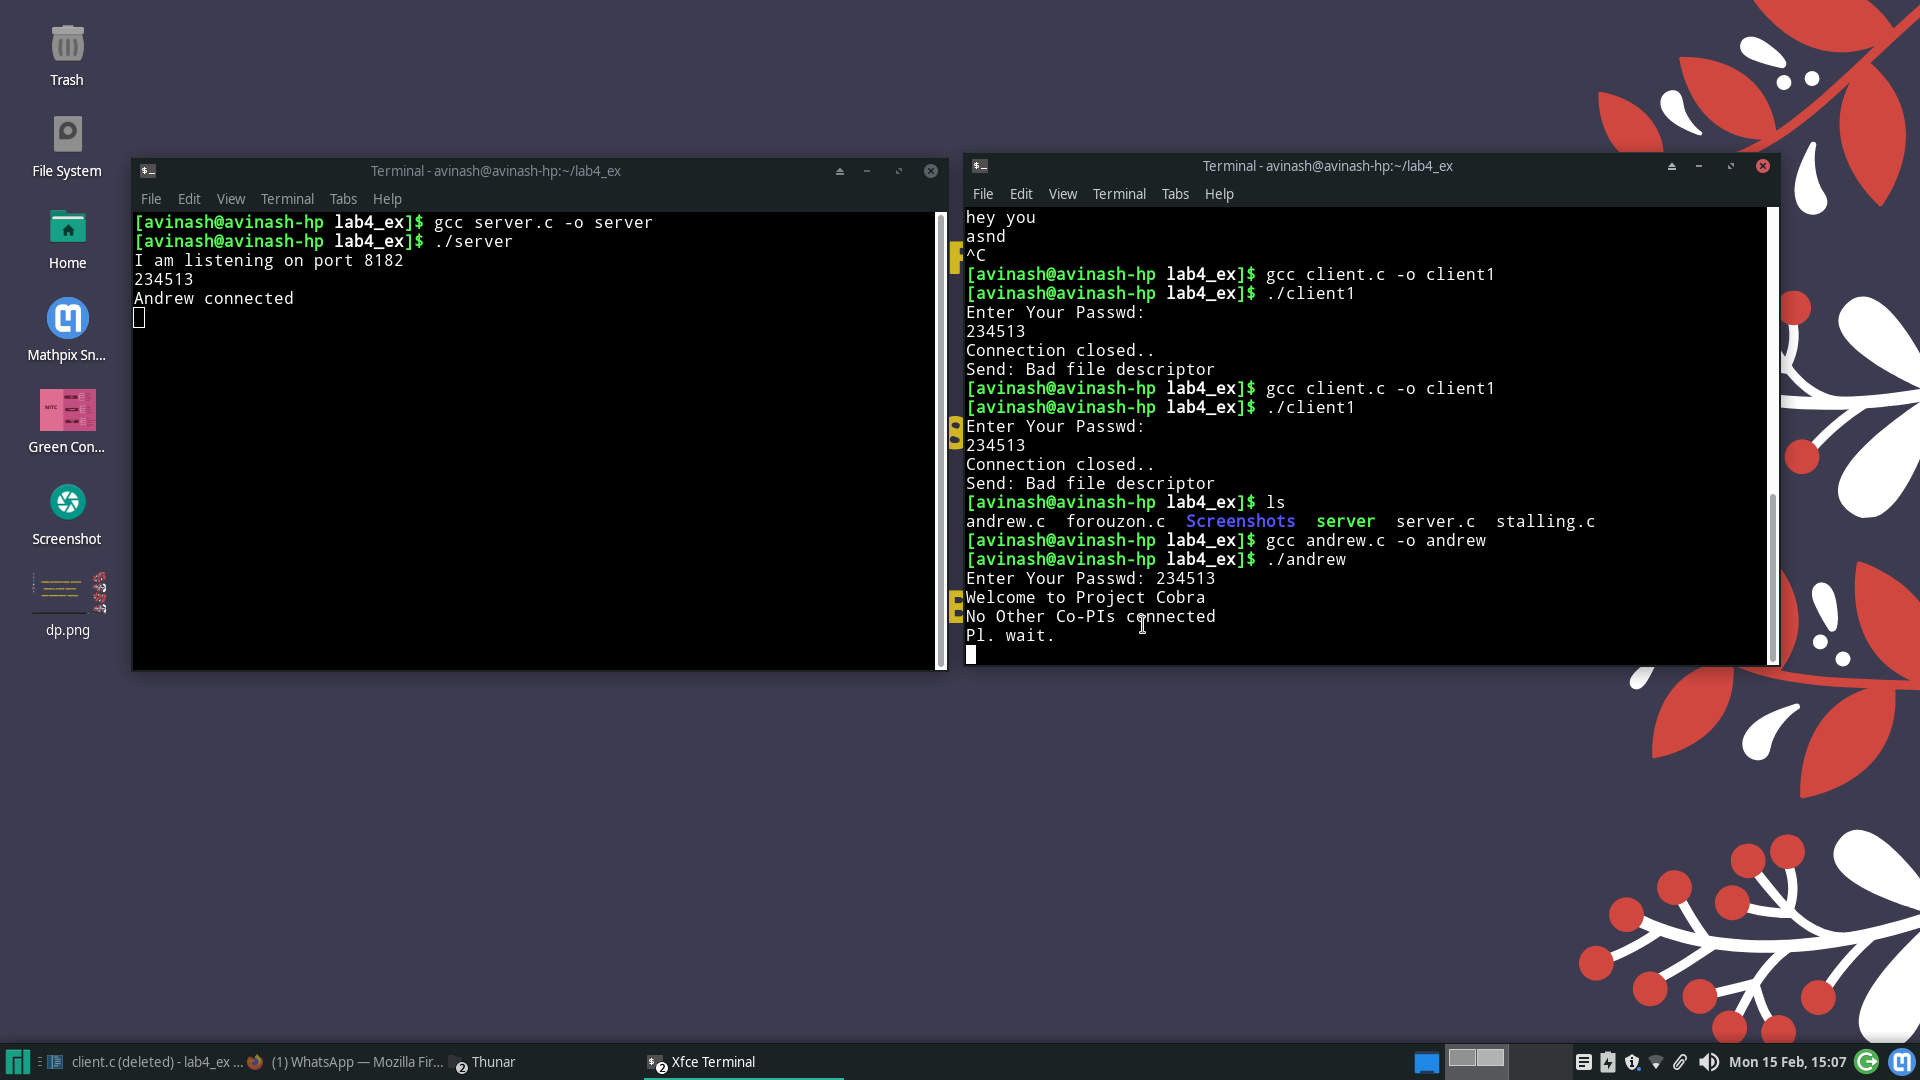 Trash
File System
Home
Mathpix Sn...
Green Con...
Screenshot
dp.png
Terminal - avinash@avinash-hp:~/lab4_ex
File Edit View Terminal Tabs Help
[avinash@avinash-hp lab4_ex]$ gcc server.c -o server
[avinash@avinash-hp lab4_ex]$ ./server
I am listening on port 8182
234513
Andrew connected
Terminal - avinash@avinash-hp:~/lab4_ex
File Edit View Terminal Tabs Help
hey you
asnd
^C
[avinash@avinash-hp lab4_ex]$ gcc client.c -o client1
[avinash@avinash-hp lab4_ex]$ ./client1
Enter Your Passwd:
234513
Connection closed..
Send: Bad file descriptor
[avinash@avinash-hp lab4_ex]$ gcc client.c -o client1
[avinash@avinash-hp lab4_ex]$ ./client1
Enter Your Passwd:
234513
Connection closed..
Send: Bad file descriptor
[avinash@avinash-hp lab4_ex]$ ls
andrew.c forouzon.c Screenshots server server.c stalling.c
[avinash@avinash-hp lab4_ex]$ gcc andrew.c -o andrew
[avinash@avinash-hp lab4_ex]$ ./andrew
Enter Your Passwd: 234513
Welcome to Project Cobra
No Other Co-PIs connected
Pl. wait.
client.c (deleted) - lab4_ex ...
(1) WhatsApp — Mozilla Fir...
2 Thunar
2 Xfce Terminal
Mon 15 Feb, 15:07